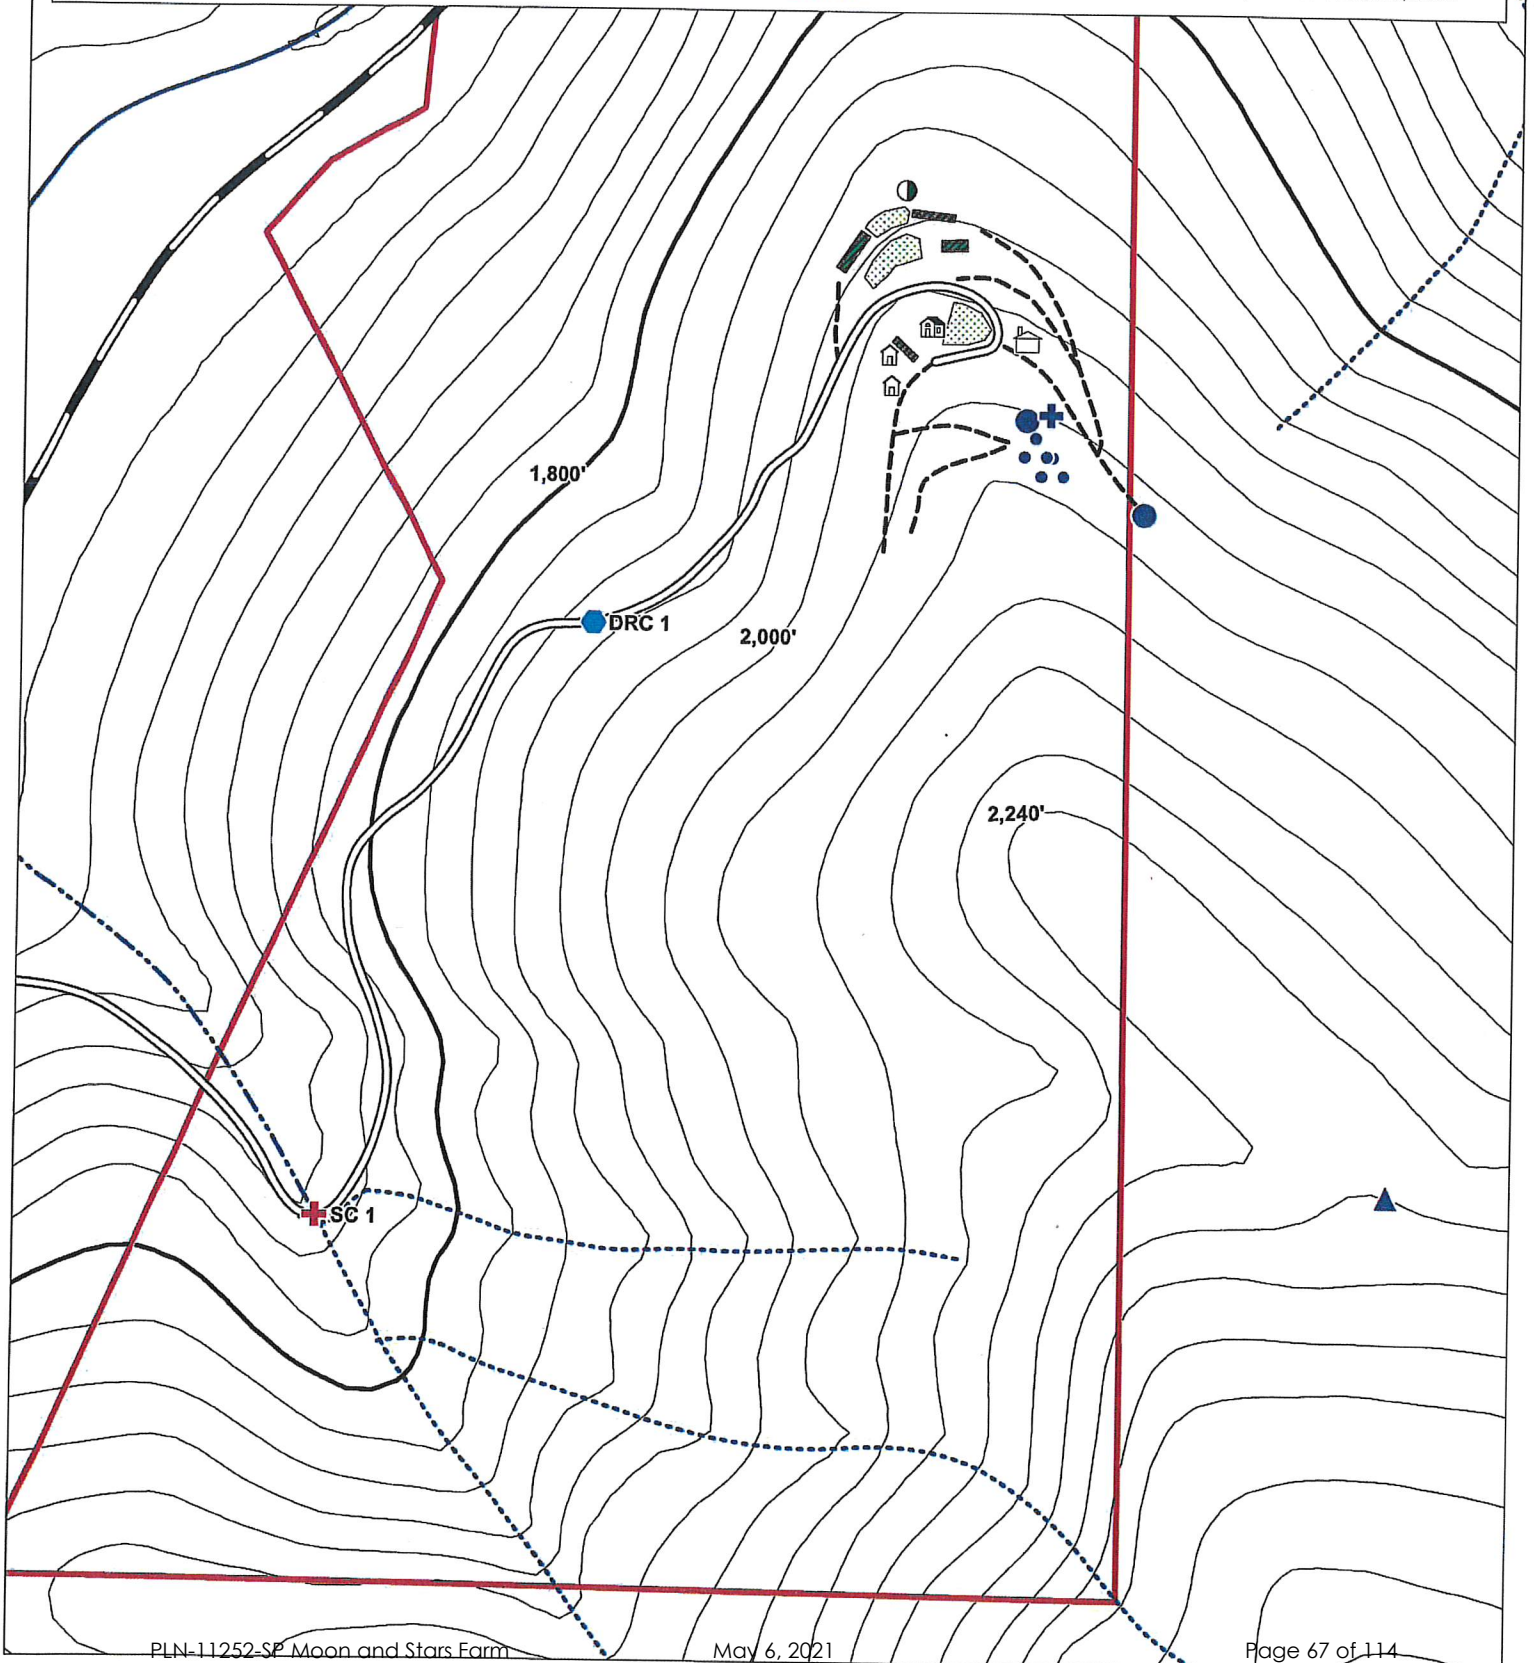 1,800'
DRC 1
2,000'
2,240'
SC 1
PLN-11252-SP Moon and Stars Farm May 6, 2021 Page 67 of 114